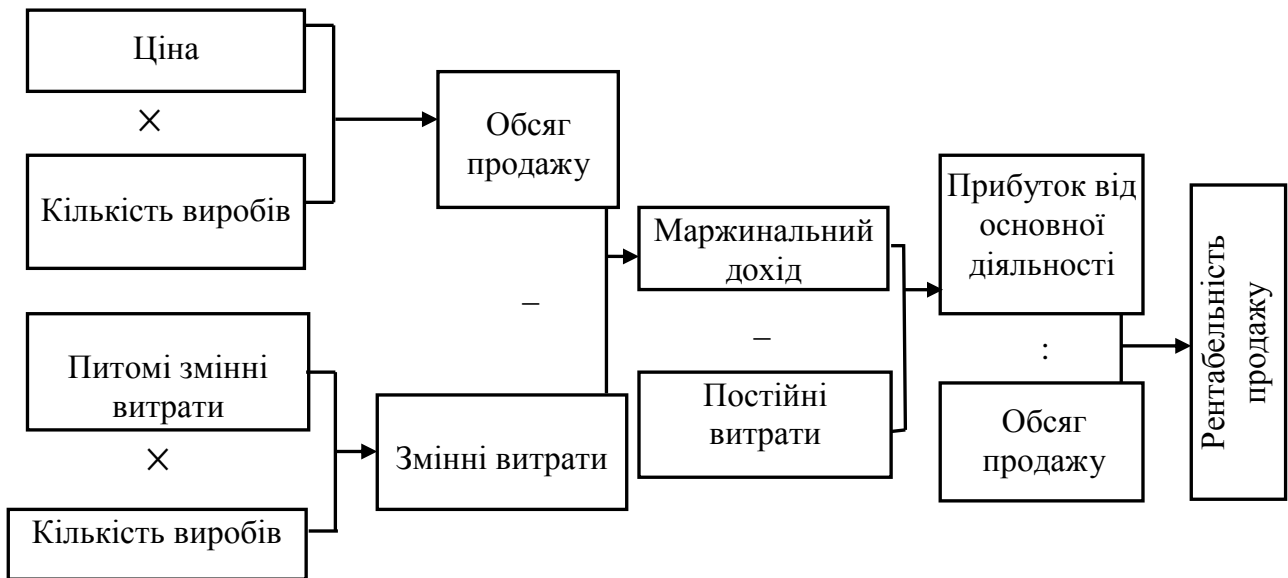 Ціна
×
Кількість виробів
Питомі змінні
витрати
×
Кількість виробів
Обсяг
продажу
–
Змінні витрати
Маржинальний
дохід
–
Постійні
витрати
Прибуток від
основної
діяльності
:
Обсяг
продажу
Рентабельність
продажу